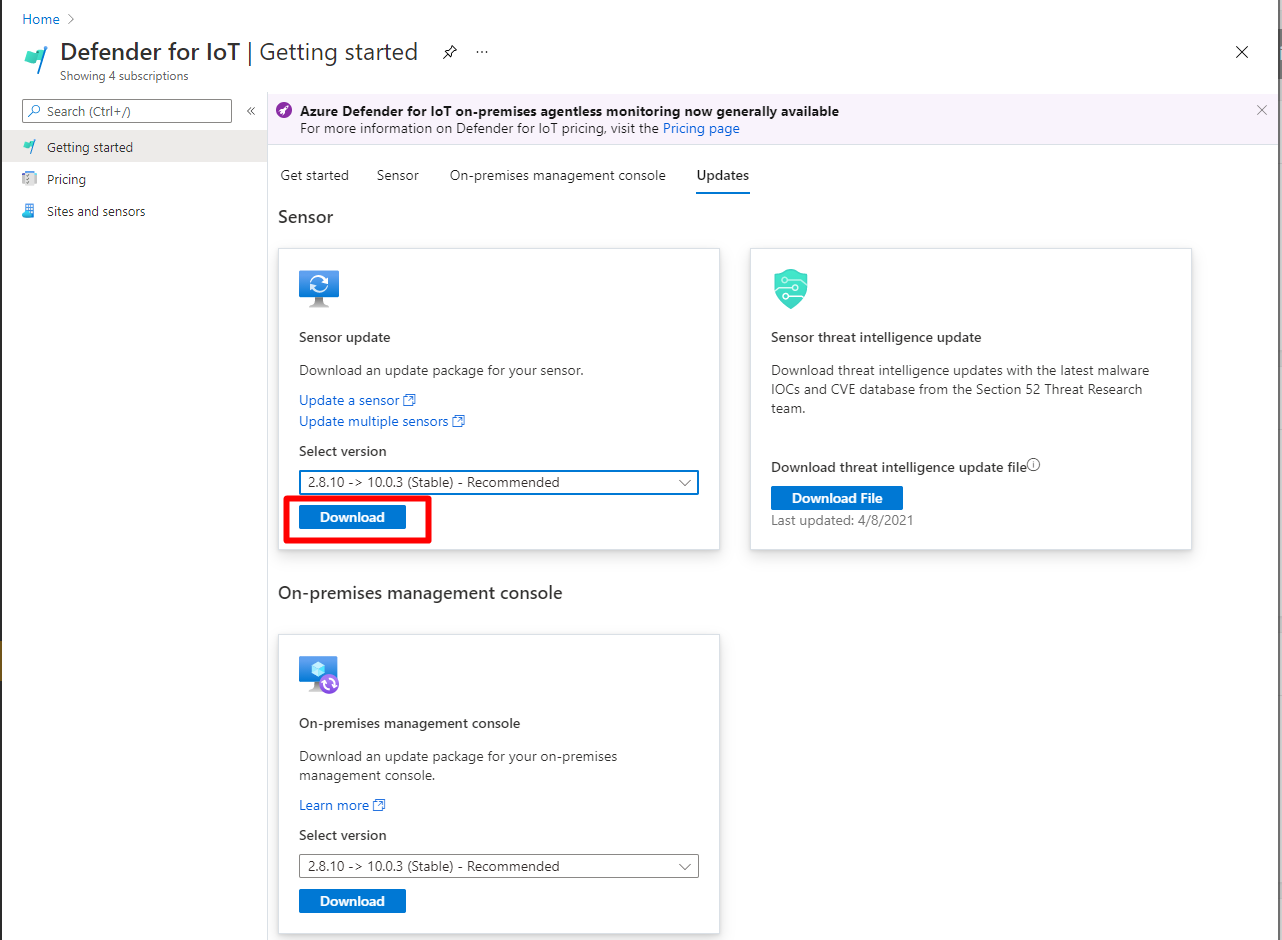 Home
Defender for IoT | Getting started
Showing 4 subscriptions
Search (Ctrl+/)
Getting started
Pricing
Sites and sensors
Azure Defender for IoT on-premises agentless monitoring now generally available
For more information on Defender for IoT pricing, visit the Pricing page
Get started Sensor On-premises management console Updates
Sensor
Sensor update
Download an update package for your sensor.
Update a sensor
Update multiple sensors
Select version
2.8.10 -> 10.0.3 (Stable) - Recommended
Download
Sensor threat intelligence update
Download threat intelligence updates with the latest malware
IOCs and CVE database from the Section 52 Threat Research
team.
Download threat intelligence update file
Download File
Last updated: 4/8/2021
On-premises management console
On-premises management console
Download an update package for your on-premises
management console.
Learn more
Select version
2.8.10 -> 10.0.3 (Stable) - Recommended
Download